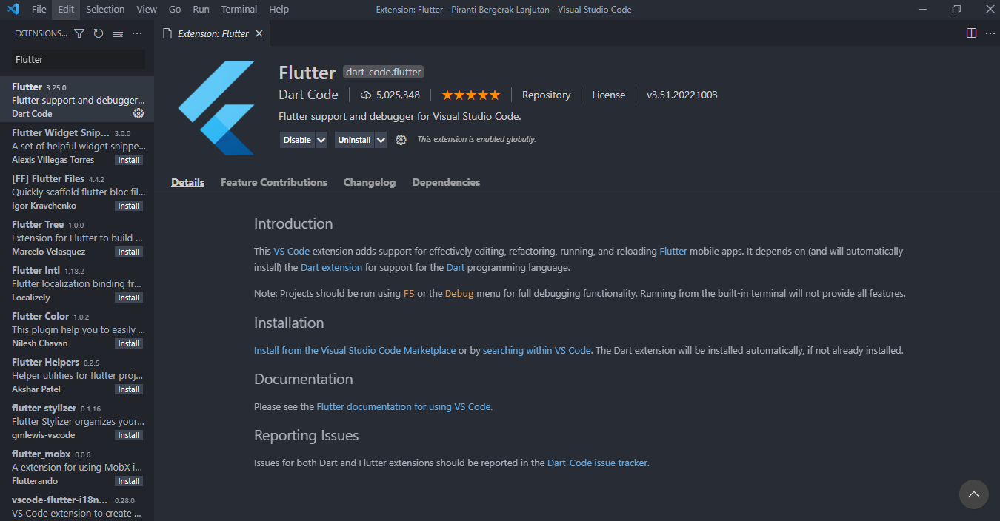 File Edit Selection View Go Run Terminal Help Extension: Flutter - Piranti Bergerak Lanjutan - Visual Studio Code
EXTENSIONS...
Flutter
Flutter 3.25.0
Flutter support and debugger...
Dart Code
Flutter Widget Snip... 3.0.0
A set of helpful widget snippe...
Alexis Villegas Torres Install
[FF] Flutter Files 4.4.2
Quickly scaffold flutter bloc fil...
Igor Kravchenko Install
Flutter Tree 1.0.0
Extension for Flutter to build ...
Marcelo Velasquez Install
Flutter Intl 1.18.2
Flutter localization binding fr...
Localizely Install
Flutter Color 1.0.2
This plugin help you to easily ...
Nilesh Chavan Install
Flutter Helpers 0.2.5
Helper utilities for flutter proj...
Akshar Patel Install
flutter-stylizer 0.1.16
Flutter Stylizer organizes your...
gmlewis-vscode Install
flutter_mobx 0.0.6
A extension for using MobX i...
Flutterando Install
vscode-flutter-i18n... 0.28.0
VS Code extension to create ...
Extension: Flutter
Flutter dart-code.flutter
Dart Code 5,025,348 Repository License v3.51.20221003
Flutter support and debugger for Visual Studio Code.
Disable Uninstall This extension is enabled globally.
Details Feature Contributions Changelog Dependencies
Introduction
This VS Code extension adds support for effectively editing, refactoring, running, and reloading Flutter mobile apps. It depends on (and will automatically
install) the Dart extension for support for the Dart programming language.
Note: Projects should be run using F5 or the Debug menu for full debugging functionality. Running from the built-in terminal will not provide all features.
Installation
Install from the Visual Studio Code Marketplace or by searching within VS Code. The Dart extension will be installed automatically, if not already installed.
Documentation
Please see the Flutter documentation for using VS Code.
Reporting Issues
Issues for both Dart and Flutter extensions should be reported in the Dart-Code issue tracker.